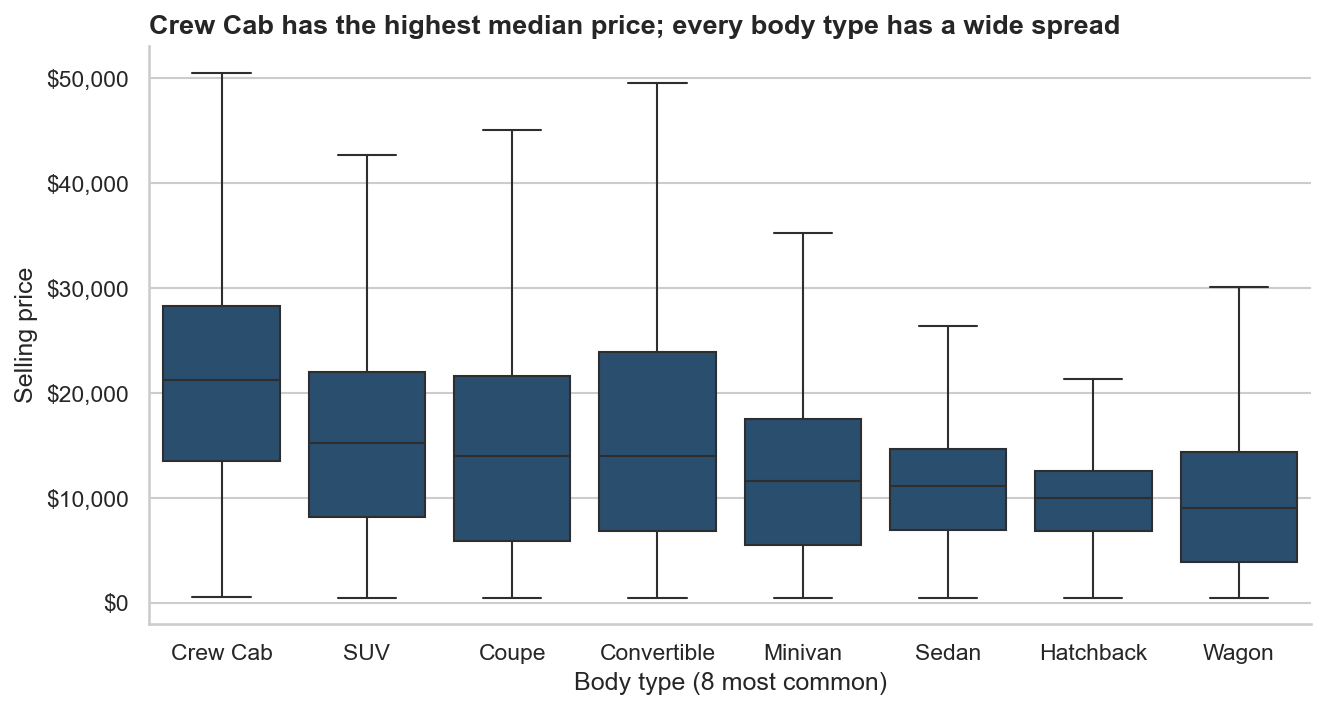 Crew Cab has the highest median price; every body type has a wide spread
Selling price
$50,000
$40,000
$30,000
$20,000
$10,000
$0
Crew Cab SUV Coupe Convertible Minivan Sedan Hatchback Wagon
Body type (8 most common)